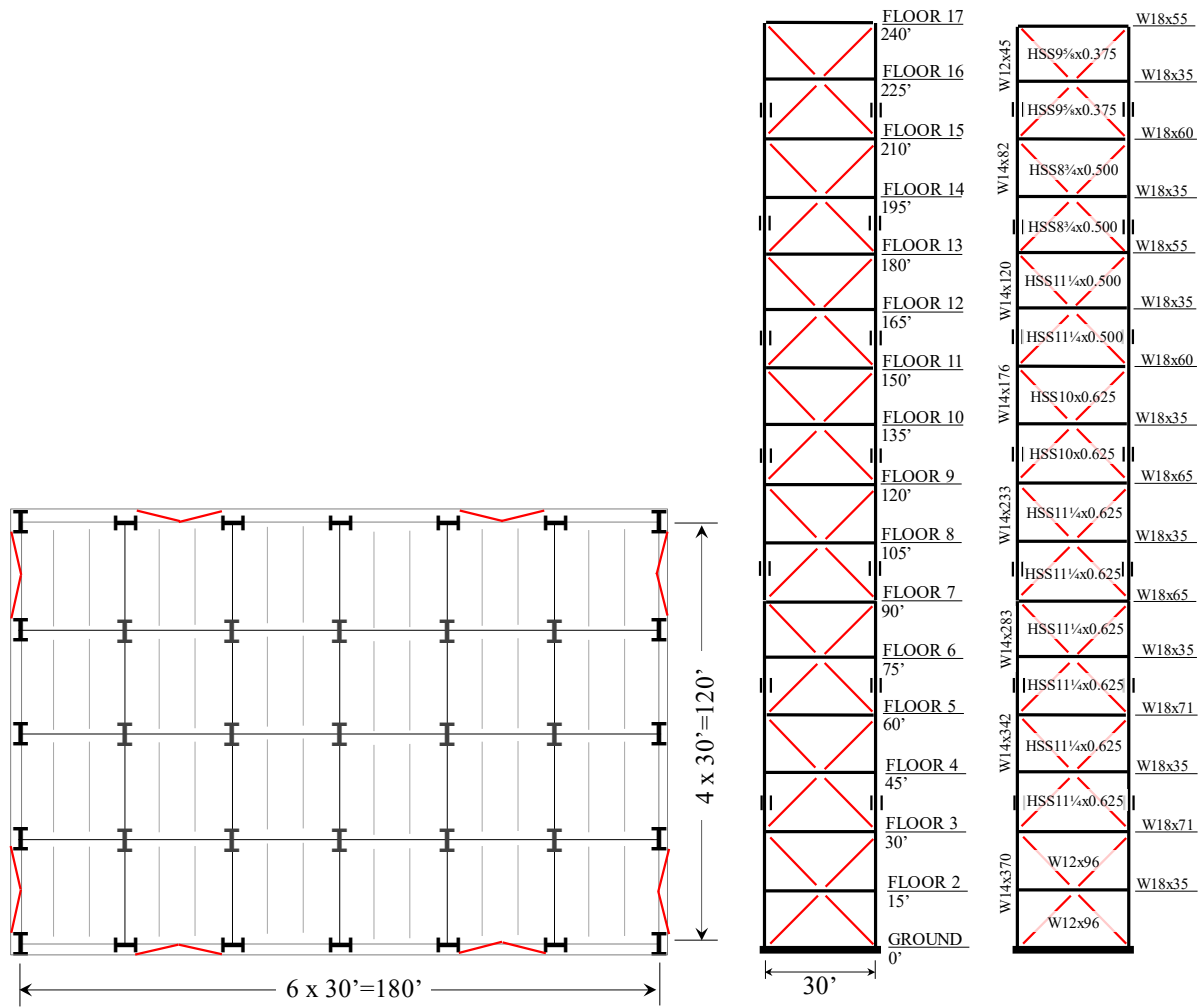 FLOOR 17
240’
FLOOR 16
225’
FLOOR 15
210’
FLOOR 14
195’
FLOOR 13
180’
FLOOR 12
165’
FLOOR 11
150’
FLOOR 10
135’
FLOOR 9
120’
FLOOR 8
105’
FLOOR 7
90’
FLOOR 6
75’
FLOOR 5
60’
FLOOR 4
45’
FLOOR 3
30’
FLOOR 2
15’
GROUND
0’
30’
4 x 30’=120’
6 x 30’=180’
W12x45
W14x82
W14x120
W14x176
W14x233
W14x283
W14x342
W14x370
HSS9⅝x0.375
HSS9⅝x0.375
HSS8¾x0.500
HSS8¾x0.500
HSS11¼x0.500
HSS11¼x0.500
HSS10x0.625
HSS10x0.625
HSS11¼x0.625
HSS11¼x0.625
HSS11¼x0.625
HSS11¼x0.625
HSS11¼x0.625
HSS11¼x0.625
W12x96
W12x96
W18x55
W18x35
W18x60
W18x35
W18x55
W18x35
W18x60
W18x35
W18x65
W18x35
W18x65
W18x35
W18x71
W18x35
W18x71
W18x35